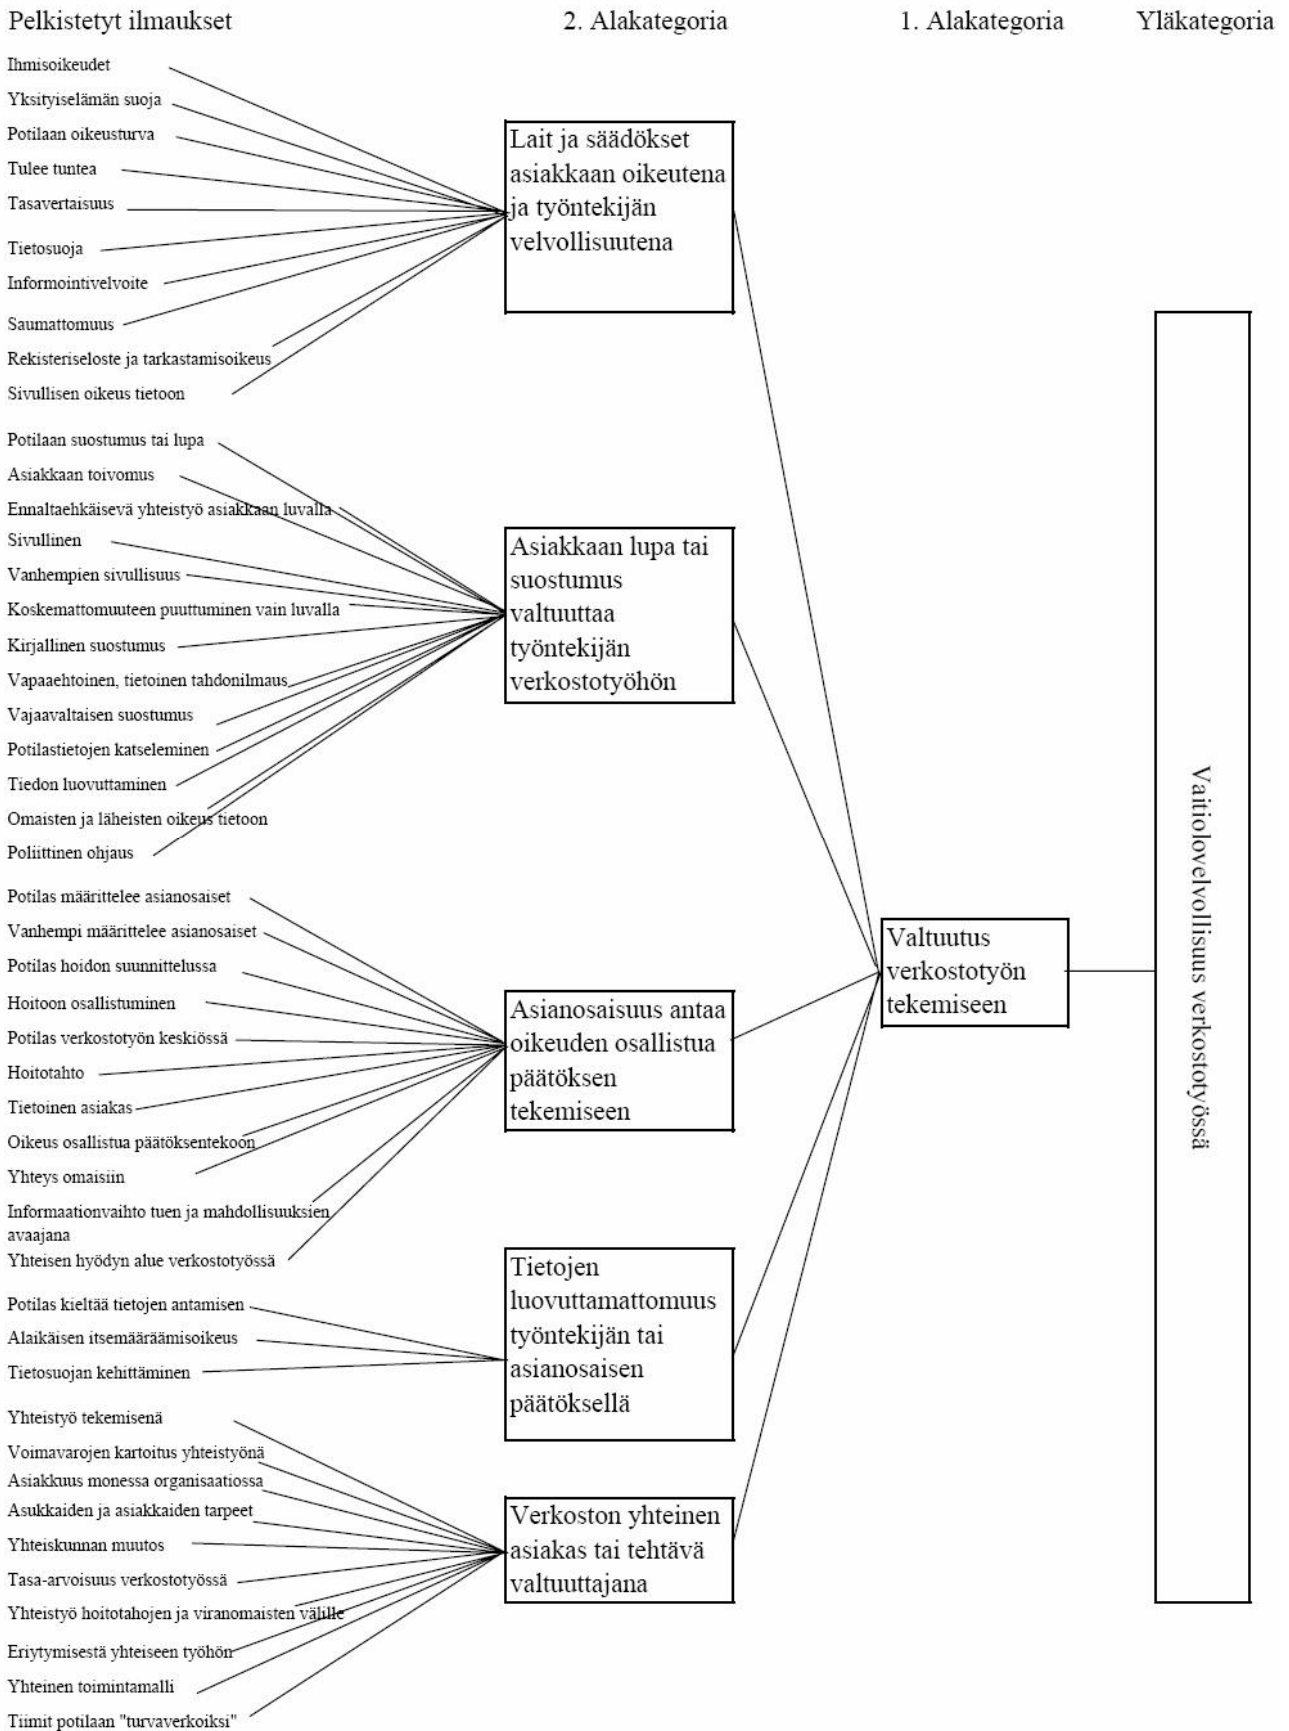 Pelkistetyt ilmaukset
2. Alakategoria
1. Alakategoria
Yläkategoria
Ihmisoikeudet
Yksityiselämän suoja
Potilaan oikeusturva
Tulee tuntea
Tasavertaisuus
Tietosuoja
Informointivelvoite
Saumattomuus
Rekisteriseloste ja tarkastamisoikeus
Sivullisen oikeus tietoon
Lait ja säädökset
asiakkaan oikeutena
ja työntekijän
velvollisuutena
Potilaan suostumus tai lupa
Asiakkaan toivomus
Ennaltaehkäisevä yhteistyö asiakkaan luvalla
Sivullinen
Vanhempien sivullisuus
Koskemattomuuteen puuttuminen vain luvalla
Kirjallinen suostumus
Vapaaehtoinen, tietoinen tahdonilmaus
Vajaavaltaisen suostumus
Potilastietojen katseleminen
Tiedon luovuttaminen
Omaisten ja läheisten oikeus tietoon
Poliittinen ohjaus
Asiakkaan lupa tai
suostumus
valtuuttaa
työntekijän
verkostotyöhön
Potilas määrittelee asianosaiset
Vanhempi määrittelee asianosaiset
Potilas hoidon suunnittelussa
Hoitoon osallistuminen
Potilas verkostotyön keskiössä
Hoitotahto
Tietoinen asiakas
Oikeus osallistua päätöksentekoon
Yhteys omaisiin
Informaationvaihto tuen ja mahdollisuuksien
avaajana
Yhteisen hyödyn alue verkostotyössä
Asianosaisuus antaa
oikeuden osallistua
päätöksen
tekemiseen
Potilas kieltää tietojen antamisen
Alaikäisen itsemääräämisoikeus
Tietosuojan kehittäminen
Tietojen
luovuttamattomuus
työntekijän tai
asianosaisen
päätöksellä
Yhteistyö tekemisenä
Voimavarojen kartoitus yhteistyönä
Asiakkuus monessa organisaatiossa
Asukkaiden ja asiakkaiden tarpeet
Yhteiskunnan muutos
Tasa-arvoisuus verkostotyössä
Yhteistyö hoitotahojen ja viranomaisten välille
Eriytymisestä yhteiseen työhön
Yhteinen toimintamalli
Tiimit potilaan "turvaverkoiksi"
Verkoston yhteinen
asiakas tai tehtävä
valtuuttajana
Valtuutus
verkostotyön
tekemiseen
Vaitiolovelvollisuus verkostotyössä